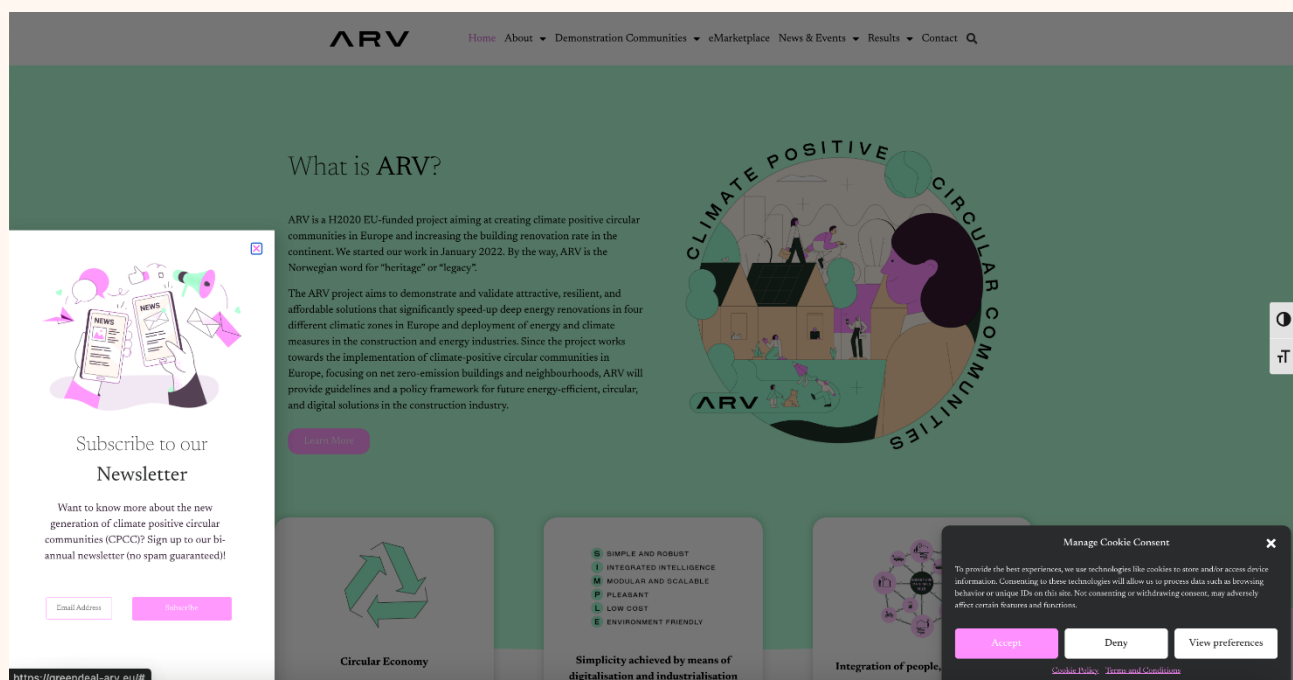 ARV
Home About Demonstration Communities eMarketplace News & Events Results Contact
What is ARV?
ARV is a H2020 EU-funded project aiming at creating climate positive circular
communities in Europe and increasing the building renovation rate in the
continent. We started our work in January 2022. By the way, ARV is the
Norwegian word for “heritage” or “legacy”.
The ARV project aims to demonstrate and validate attractive, resilient, and
affordable solutions that significantly speed-up deep energy renovations in four
different climatic zones in Europe and deployment of energy and climate
measures in the construction and energy industries. Since the project works
towards the implementation of climate-positive circular communities in
Europe, focusing on net zero-emission buildings and neighbourhoods, ARV will
provide guidelines and a policy framework for future energy-efficient, circular,
and digital solutions in the construction industry.
Learn More
CLIMATE POSITIVE CIRCULAR COMMUNITIES
ARV
TT
NEWS
NEWS
Subscribe to our
Newsletter
Want to know more about the new
generation of climate positive circular
communities (CPCC)? Sign up to our bi-
annual newsletter (no spam guaranteed)!
Email Address
Subscribe
Circular Economy
S SIMPLE AND ROBUST
I INTEGRATED INTELLIGENCE
M MODULAR AND SCALABLE
P PLEASANT
L LOW COST
E ENVIRONMENT FRIENDLY
Simplicity achieved by means of
digitalisation and industrialisation
Integration of people,
Manage Cookie Consent
To provide the best experiences, we use technologies like cookies to store and/or access device
information. Consenting to these technologies will allow us to process data such as browsing
behavior or unique IDs on this site. Not consenting or withdrawing consent, may adversely
affect certain features and functions.
Accept
Deny
View preferences
Cookie Policy Terms and Conditions
https://greendeal-arv.eu/#